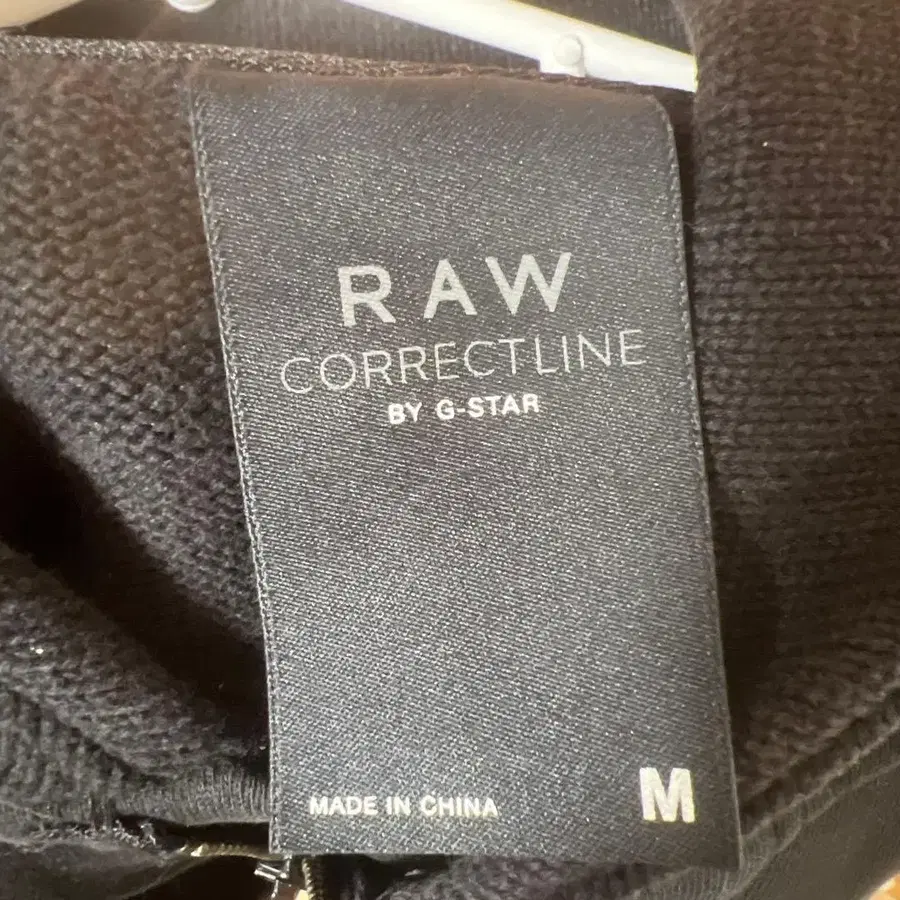 RAW
CORRECTLINE
BY G-STAR
MADE IN CHINA
M